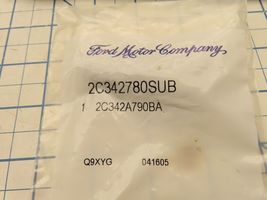 Ford Motor Company
2C342780SUB
1 2C342A790BA
Q9XYG 041605